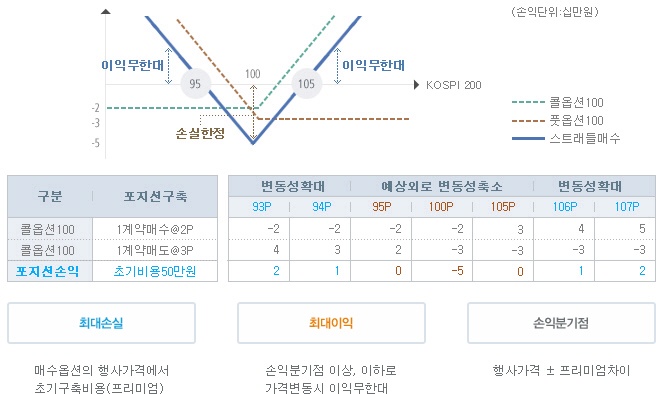 (손익단위:십만원)
이익무한대
이익무한대
95
100
105
KOSPI 200
-2
-3
-5
손실한정
콜옵션100
풋옵션100
스트래들매수
구분 포지션구축 변동성확대 예상외로 변동성축소 변동성확대
93P 94P 95P 100P 105P 106P 107P
콜옵션100 1계약매수@2P -2 -2 -2 -2 3 4 5
콜옵션100 1계약매도@3P 4 3 2 -3 -3 -3 -3
포지션손익 초기비용50만원 2 1 0 -5 0 1 2
최대손실 최대이익 손익분기점
매수옵션의 행사가격에서
초기구축비용(프리미엄)
손익분기점 이상, 이하로
가격변동시 이익무한대
행사가격 ± 프리미엄차이